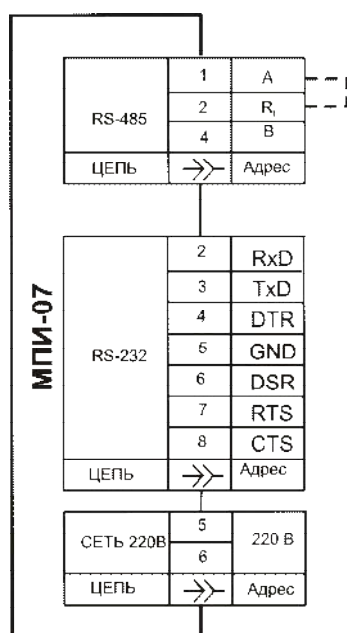 МПИ-07
RS-485
1 A
2 Rt
4 B
ЦЕПЬ Адрес
RS-232
2 RxD
3 TxD
4 DTR
5 GND
6 DSR
7 RTS
8 CTS
ЦЕПЬ Адрес
СЕТЬ 220В
5
6
220 В
ЦЕПЬ Адрес